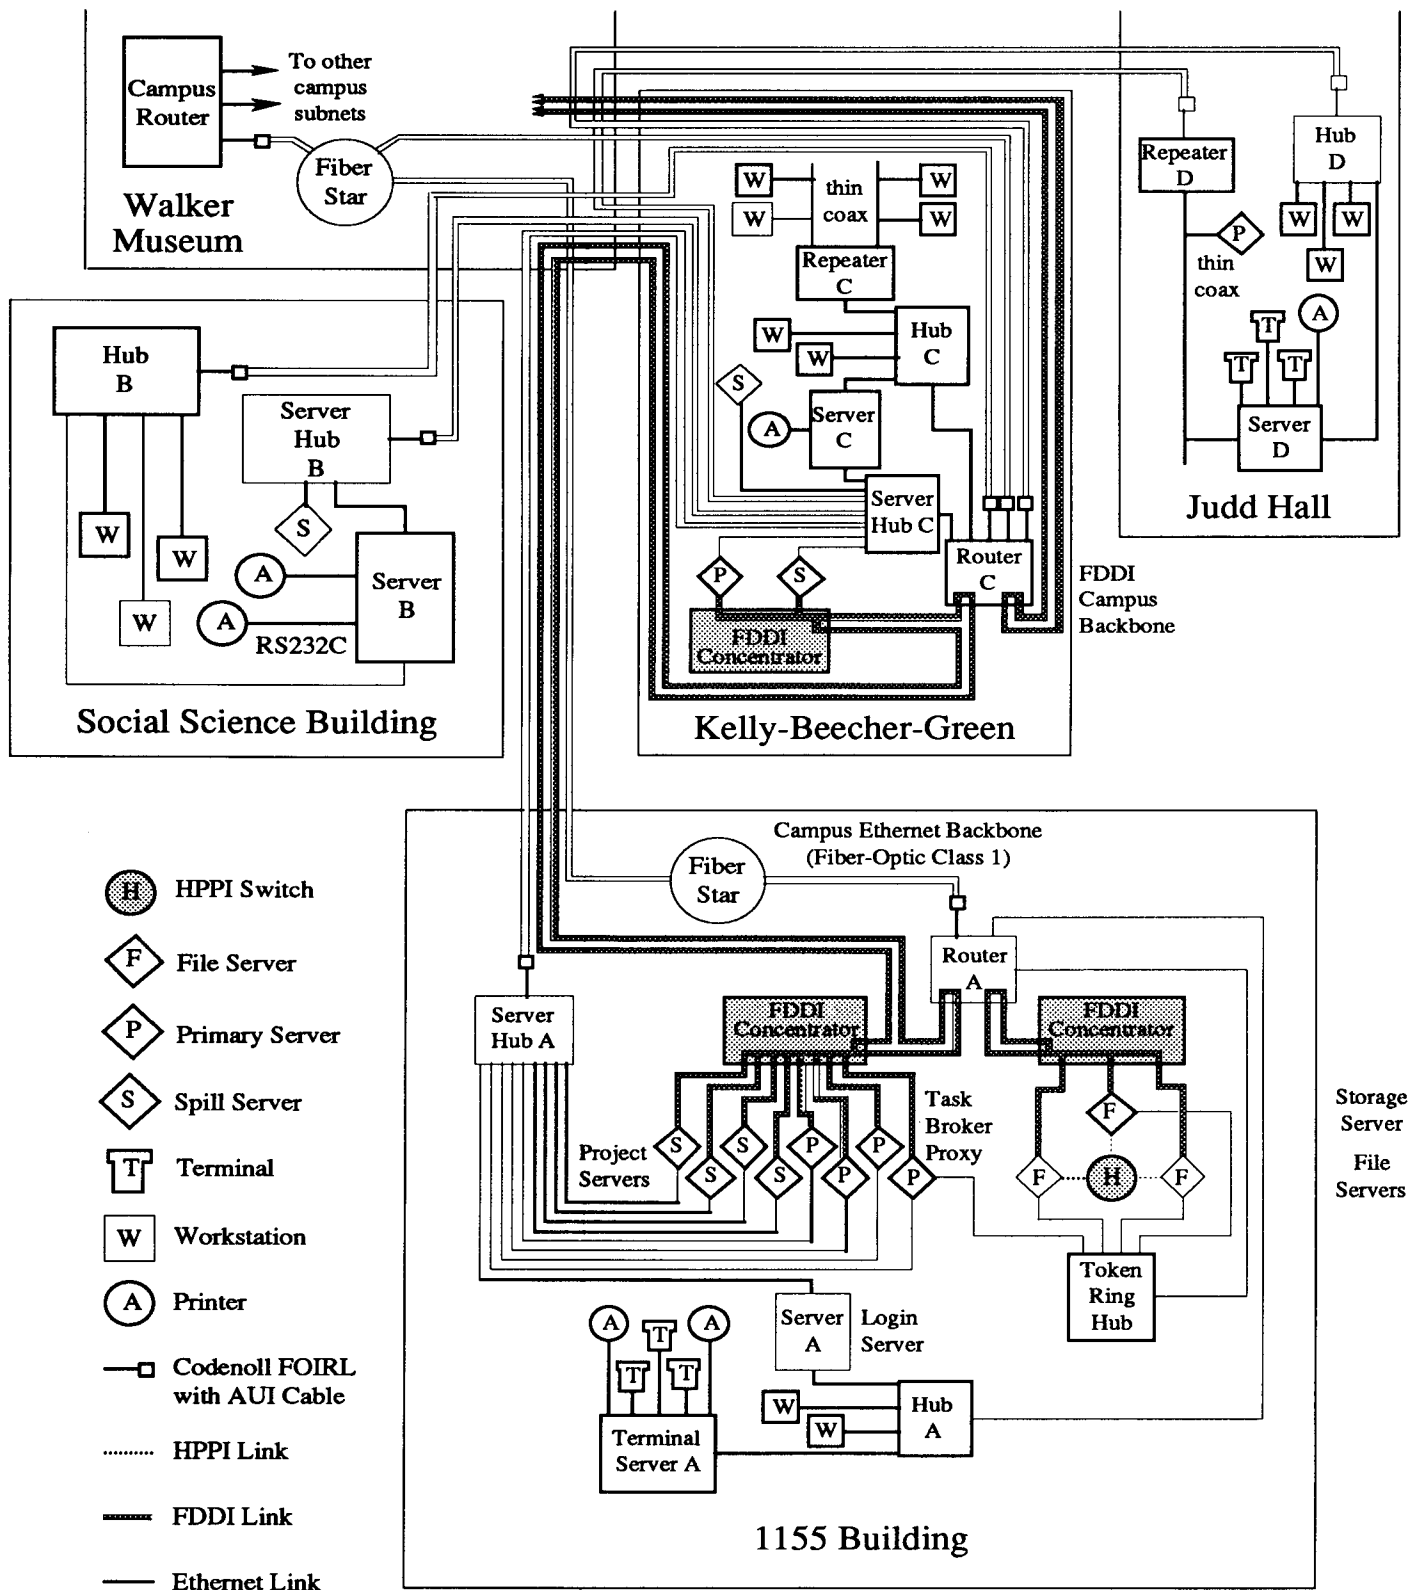 Campus
Router
To other
campus
subnets
Fiber
Star
Walker
Museum
W
W
thin
coax
W
W
Repeater
C
Hub
C
W
W
S
A
Server
C
Server
Hub C
Router
C
P
S
FDDI
Concentrator
FDDI
Campus
Backbone
Kelly-Beecher-Green
Repeater
D
Hub
D
P
thin
coax
W
W
W
A
T
T
T
Server
D
Judd Hall
Hub
B
Server
Hub
B
W
W
W
S
A
A
RS232C
Server
B
Social Science Building
H
HPPI Switch
F
File Server
P
Primary Server
S
Spill Server
T
Terminal
W
Workstation
A
Printer
Codenoll FOIRL
with AUI Cable
HPPI Link
FDDI Link
Ethernet Link
Campus Ethernet Backbone
(Fiber-Optic Class 1)
Fiber
Star
Router
A
Server
Hub A
FDDI
Concentrator
FDDI
Concentrator
Project
Servers
S
S
S
S
P
P
P
P
Task
Broker
Proxy
F
F
H
F
Storage
Server
File
Servers
Token
Ring
Hub
Server
A
Login
Server
A
T
A
T
T
Terminal
Server A
W
W
Hub
A
1155 Building